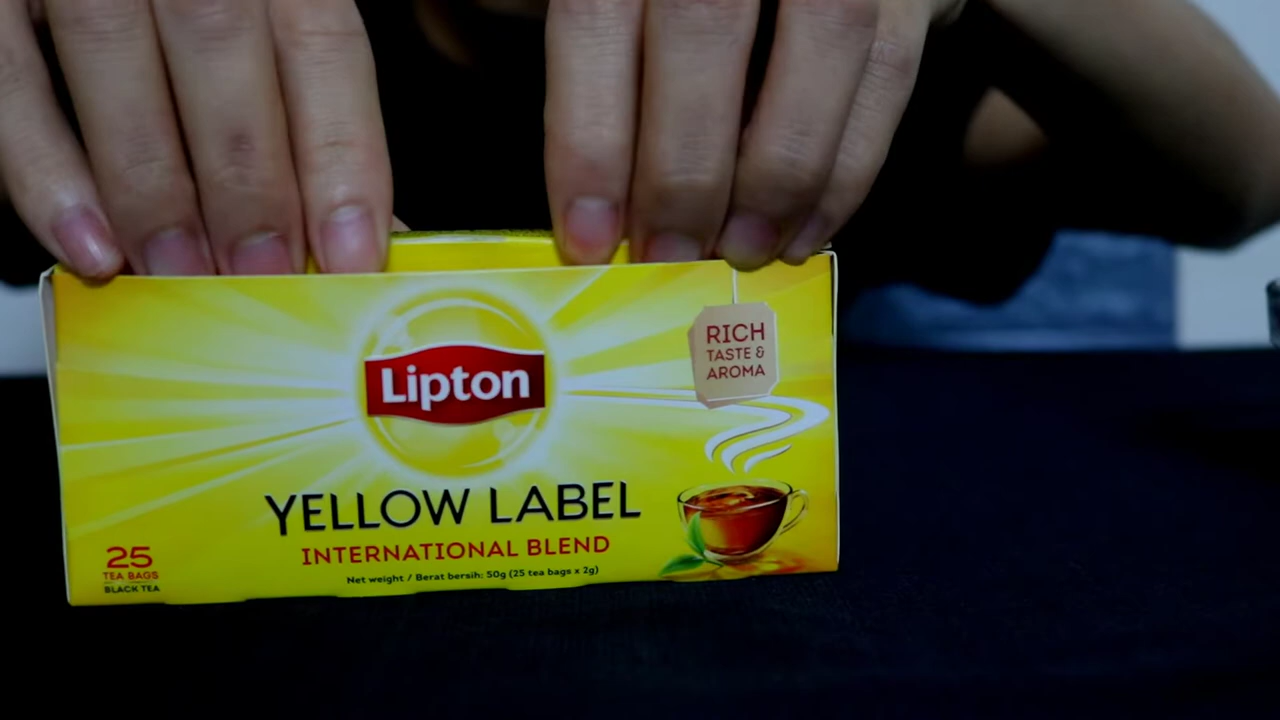 Lipton
RICH
TASTE &
AROMA
YELLOW LABEL
INTERNATIONAL BLEND
Net weight / Berat bersih: 50g (25 tea bags x 2g)
25
TEA BAGS
BLACK TEA